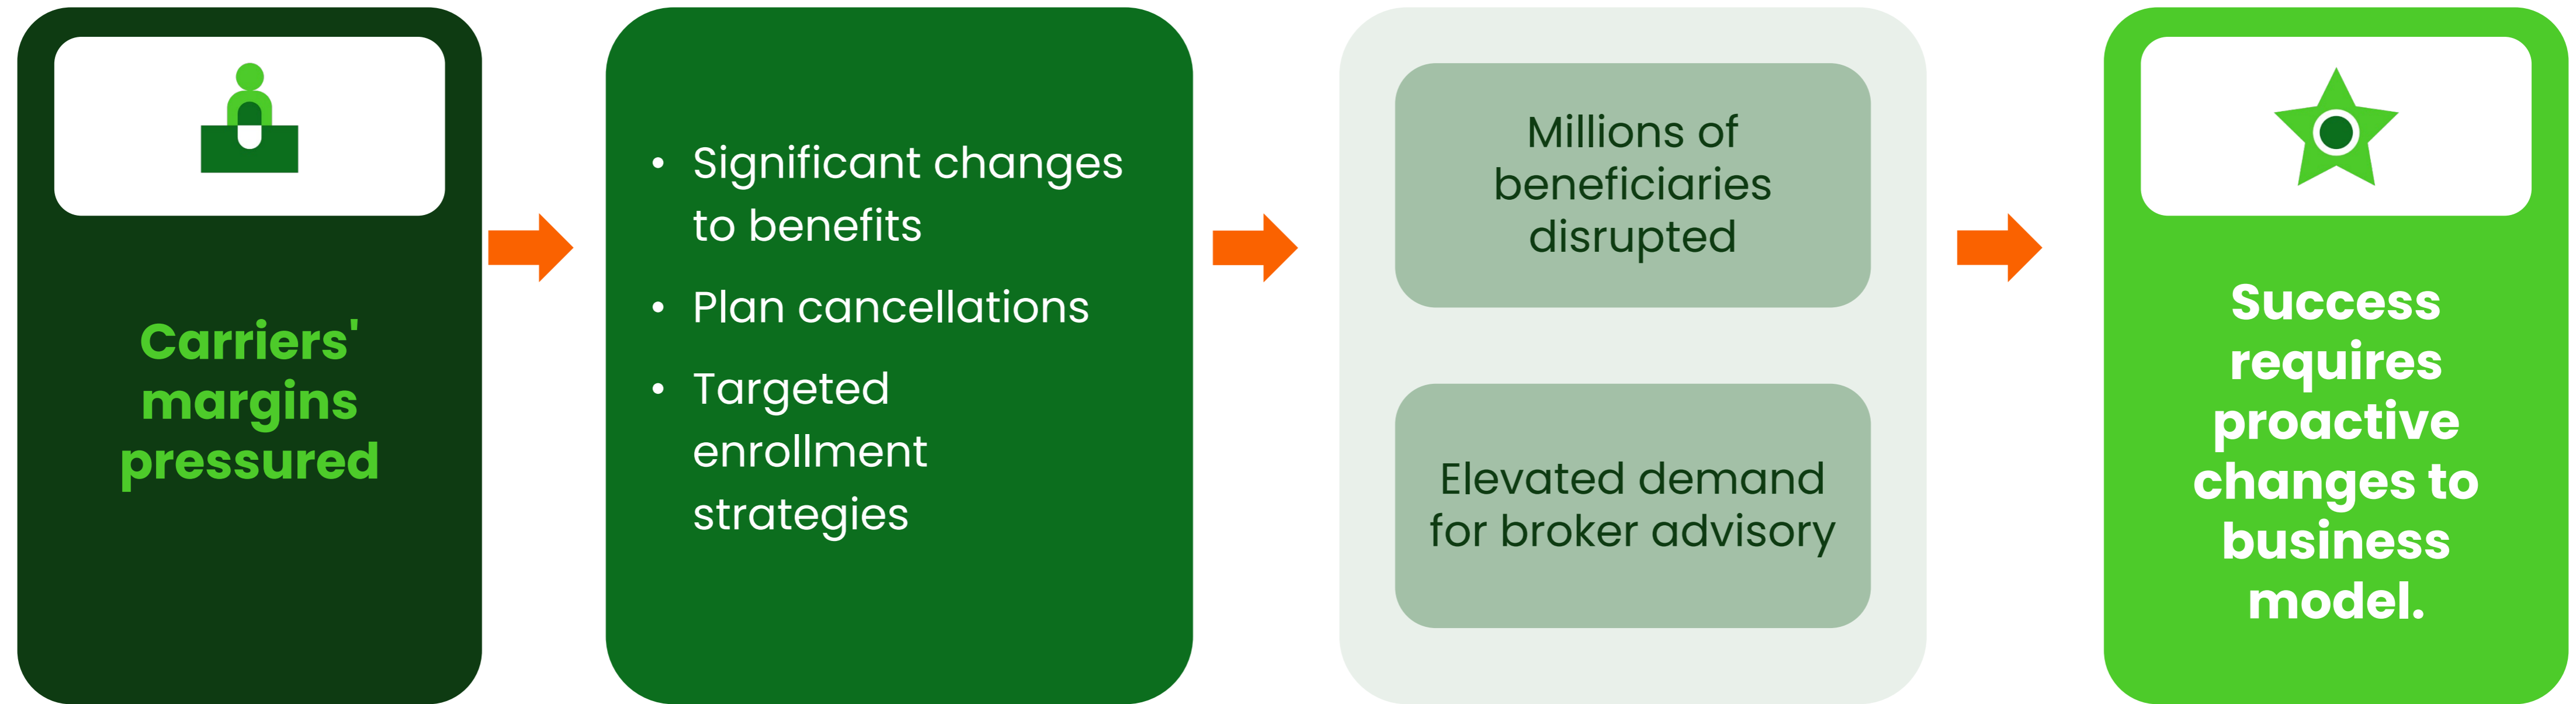 Carriers'
margins
pressured
• Significant changes
to benefits
• Plan cancellations
• Targeted
enrollment
strategies
Millions of
beneficiaries
disrupted
Elevated demand
for broker advisory
Success
requires
proactive
changes to
business
model.